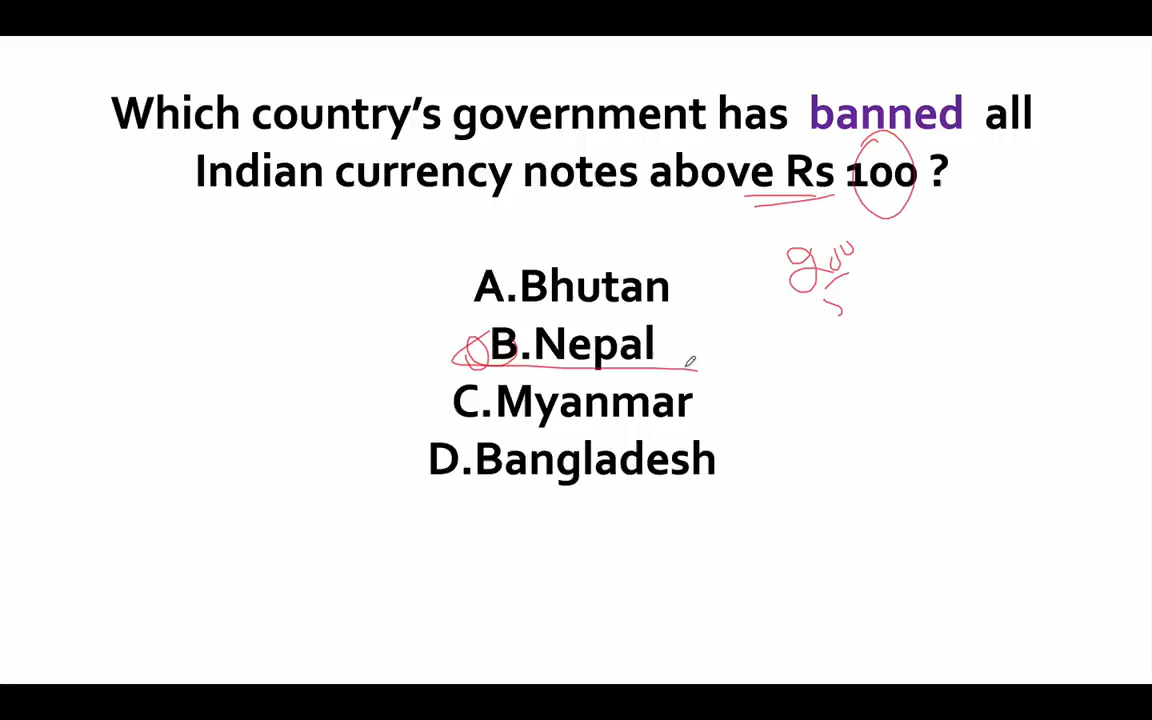 Which country's government has banned all
Indian currency notes above Rs 100 ?
A.Bhutan
B.Nepal
C.Myanmar
D.Bangladesh